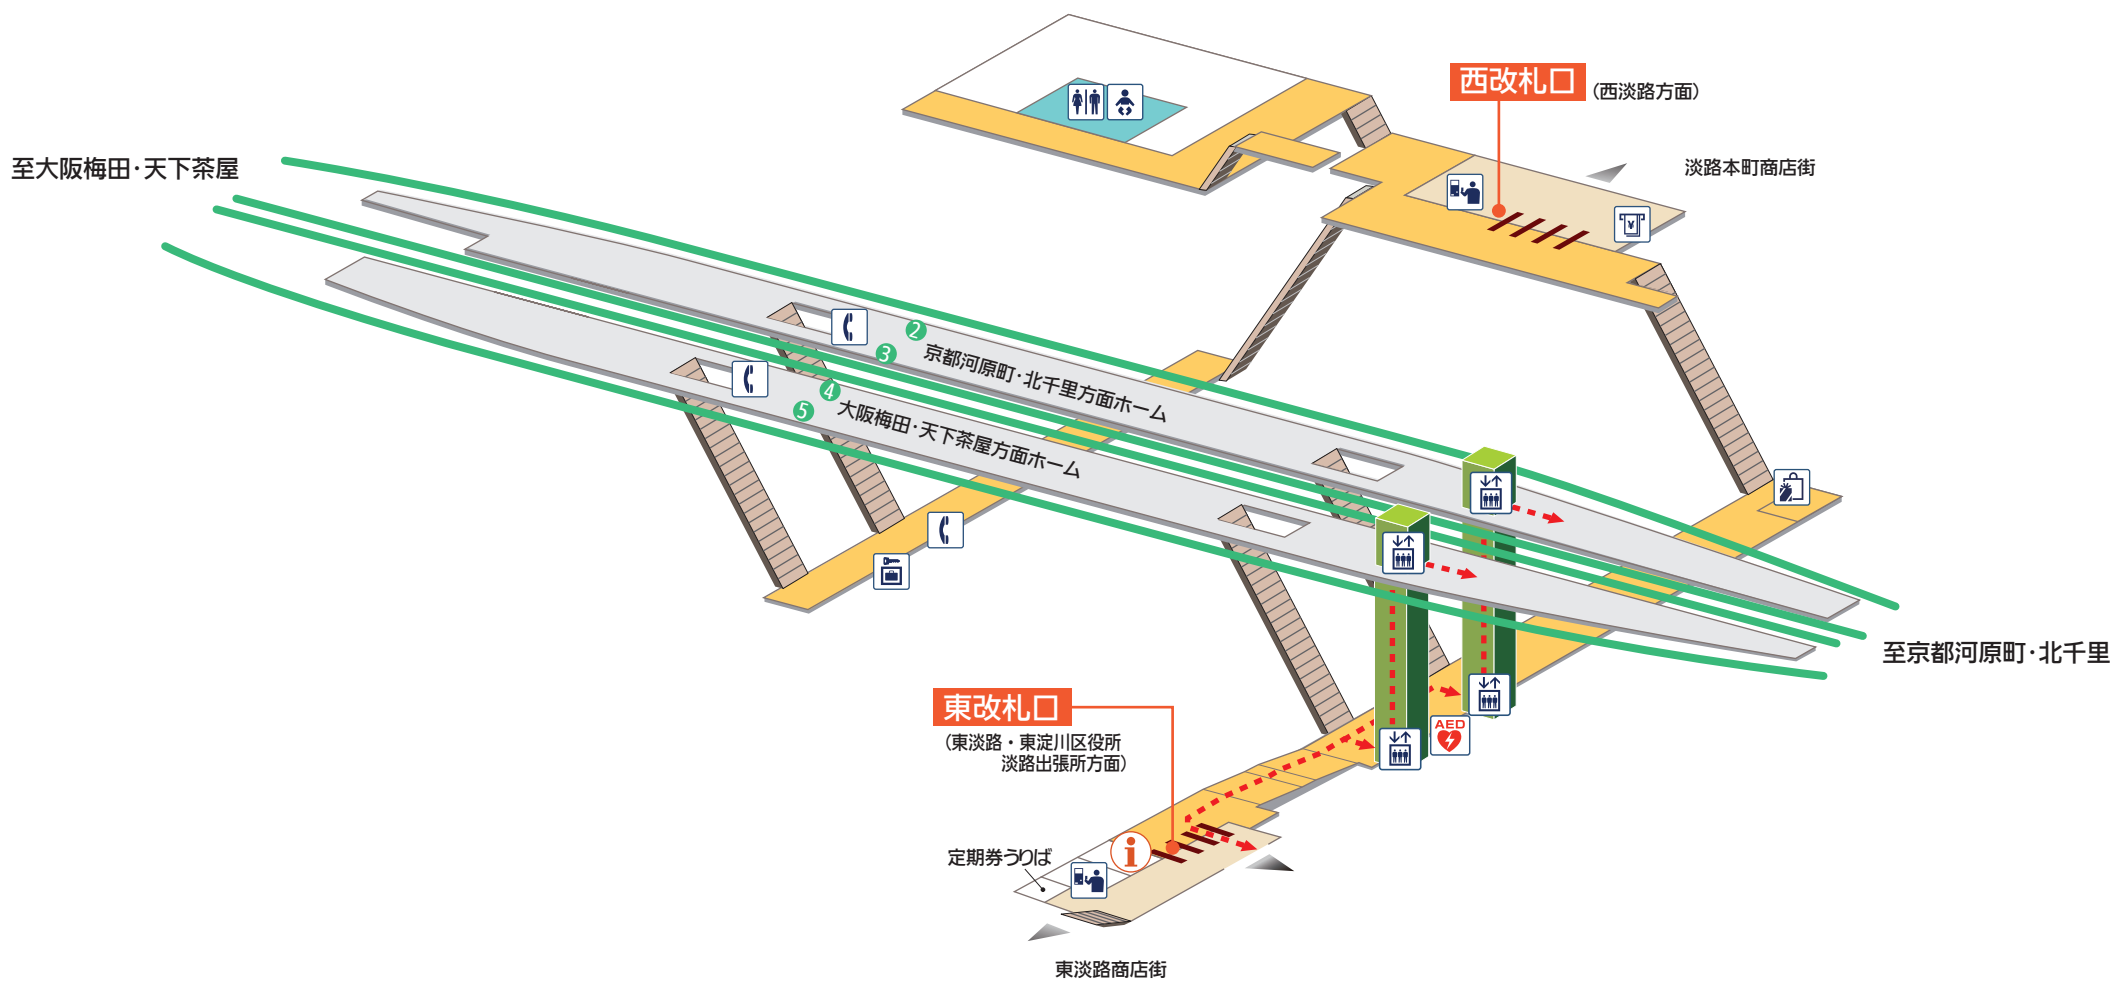 西改札口
(西淡路方面)
至大阪梅田・天下茶屋
淡路本町商店街
¥
2
3
京都河原町・北千里方面ホーム
4
5
大阪梅田・天下茶屋方面ホーム
至京都河原町・北千里
東改札口
(東淡路・東淀川区役所
淡路出張所方面)
AED
定期券うりば
i
東淡路商店街